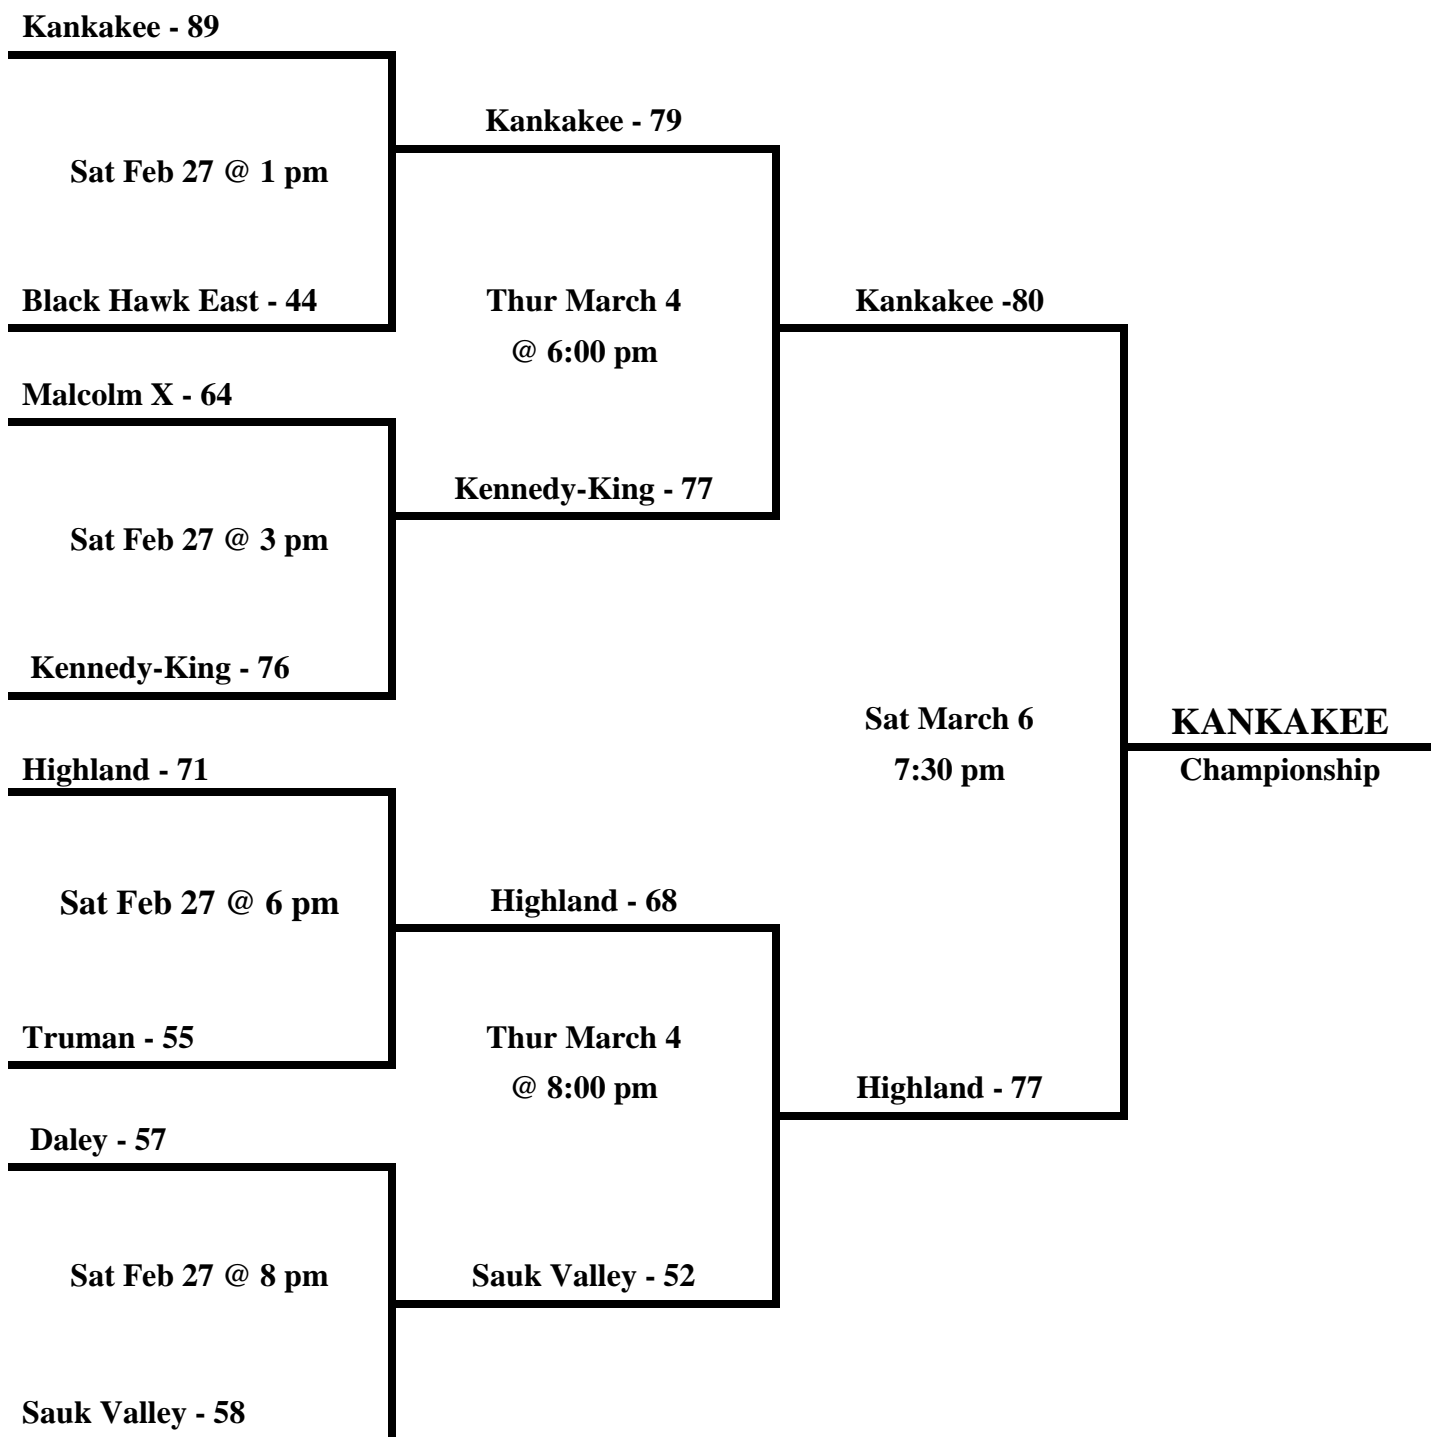 Kankakee - 89
Kankakee - 79
Sat Feb 27 @ 1 pm
Black Hawk East - 44
Thur March 4
@ 6:00 pm
Kankakee -80
Malcolm X - 64
Kennedy-King - 77
Sat Feb 27 @ 3 pm
Kennedy-King - 76
Sat March 6
7:30 pm
KANKAKEE
Championship
Highland - 71
Sat Feb 27 @ 6 pm
Highland - 68
Truman - 55
Thur March 4
@ 8:00 pm
Highland - 77
Daley - 57
Sat Feb 27 @ 8 pm
Sauk Valley - 52
Sauk Valley - 58